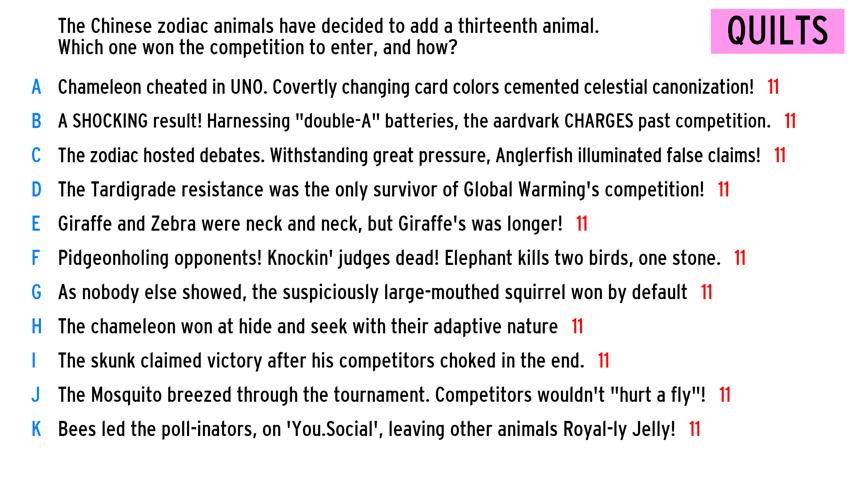 The Chinese zodiac animals have decided to add a thirteenth animal.
Which one won the competition to enter, and how?
QUILTS
A Chameleon cheated in UNO. Covertly changing card colors cemented celestial canonization! 11
B A SHOCKING result! Harnessing "double-A" batteries, the aardvark CHARGES past competition. 11
C The zodiac hosted debates. Withstanding great pressure, Anglerfish illuminated false claims! 11
D The Tardigrade resistance was the only survivor of Global Warming's competition! 11
E Giraffe and Zebra were neck and neck, but Giraffe's was longer! 11
F Pidgeonholing opponents! Knockin' judges dead! Elephant kills two birds, one stone. 11
G As nobody else showed, the suspiciously large-mouthed squirrel won by default 11
H The chameleon won at hide and seek with their adaptive nature 11
I The skunk claimed victory after his competitors choked in the end. 11
J The Mosquito breezed through the tournament. Competitors wouldn't "hurt a fly"! 11
K Bees led the poll-inators, on 'You.Social', leaving other animals Royal-ly Jelly! 11